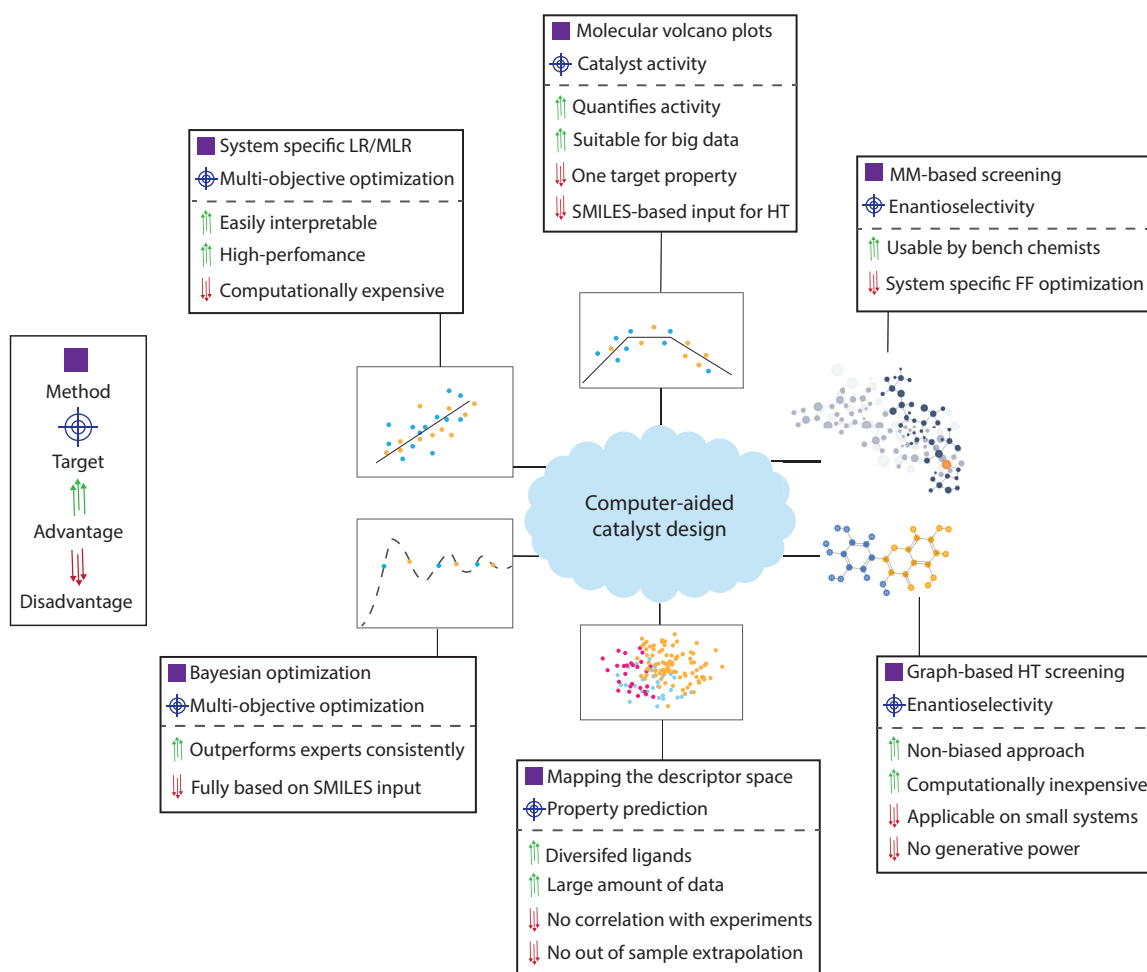 Molecular volcano plots
Catalyst activity
Quantifies activity
Suitable for big data
One target property
SMILES-based input for HT
System specific LR/MLR
Multi-objective optimization
Easily interpretable
High-perfomance
Computationally expensive
MM-based screening
Enantioselectivity
Usable by bench chemists
System specific FF optimization
Method
Target
Advantage
Disadvantage
Computer-aided
catalyst design
Bayesian optimization
Multi-objective optimization
Outperforms experts consistently
Fully based on SMILES input
Mapping the descriptor space
Property prediction
Diversifed ligands
Large amount of data
No correlation with experiments
No out of sample extrapolation
Graph-based HT screening
Enantioselectivity
Non-biased approach
Computationally inexpensive
Applicable on small systems
No generative power